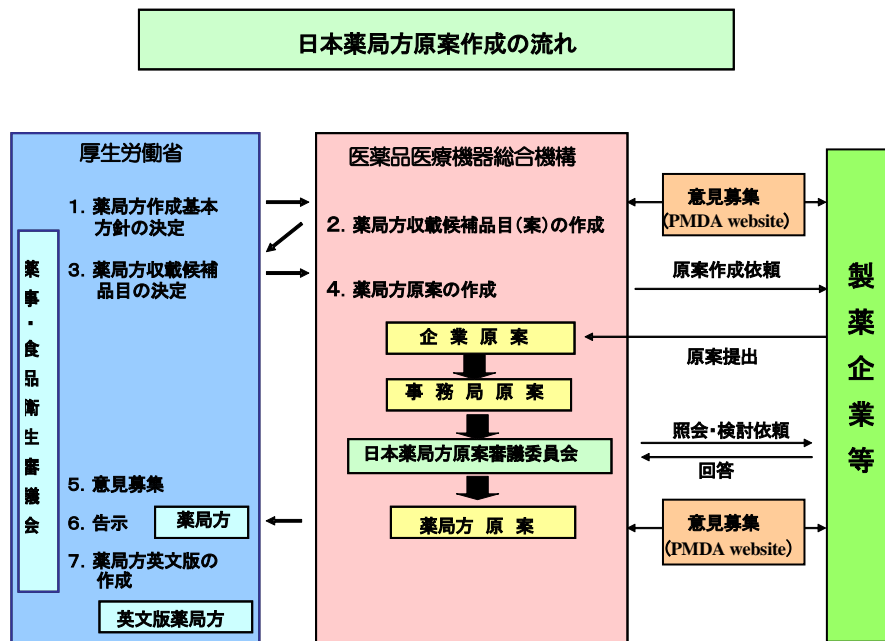 日本薬局方原案作成の流れ
厚生労働省
1．薬局方作成基本
方針の決定
3．薬局方収載候補
品目の決定
薬事・食品衛生審議会
5．意見募集
6．告示
薬局方
7．薬局方英文版の
作成
英文版薬局方
医薬品医療機器総合機構
2．薬局方収載候補品目（案）の作成
4．薬局方原案の作成
企業原案
事務局原案
日本薬局方原案審議委員会
薬局方原案
意見募集
(PMDA website)
原案作成依頼
原案提出
照会・検討依頼
回答
意見募集
(PMDA website)
製薬企業等